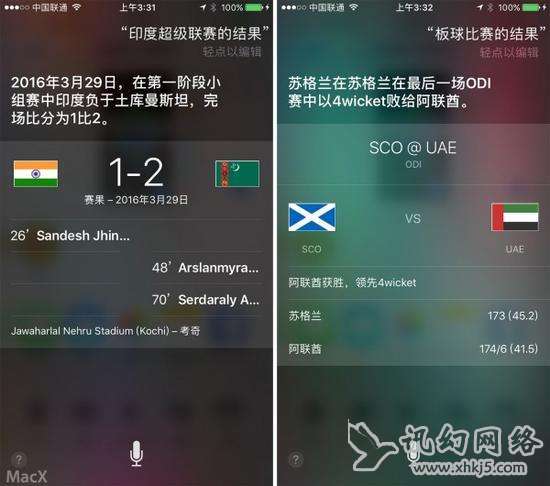 中国联通 上午3:31 100%
“印度超级联赛的结果”
轻点以编辑
2016年3月29日，在第一阶段小
组赛中印度负于土库曼斯坦，完
场比分为1比2。
1-2
赛果 – 2016年3月29日
26’ Sandesh Jhin...
48’ Arslanmyra...
70’ Serdaraly A...
Jawaharlal Nehru Stadium (Kochi) – 考奇
?
MacX
中国联通 上午3:32 100%
“板球比赛的结果”
轻点以编辑
苏格兰在苏格兰在最后一场ODI
赛中以4wicket败给阿联酋。
SCO @ UAE
ODI
VS
SCO UAE
阿联酋获胜，领先4wicket
苏格兰 173 (45.2)
阿联酋 174/6 (41.5)
?
讯幻网络
www.xhkj5.com